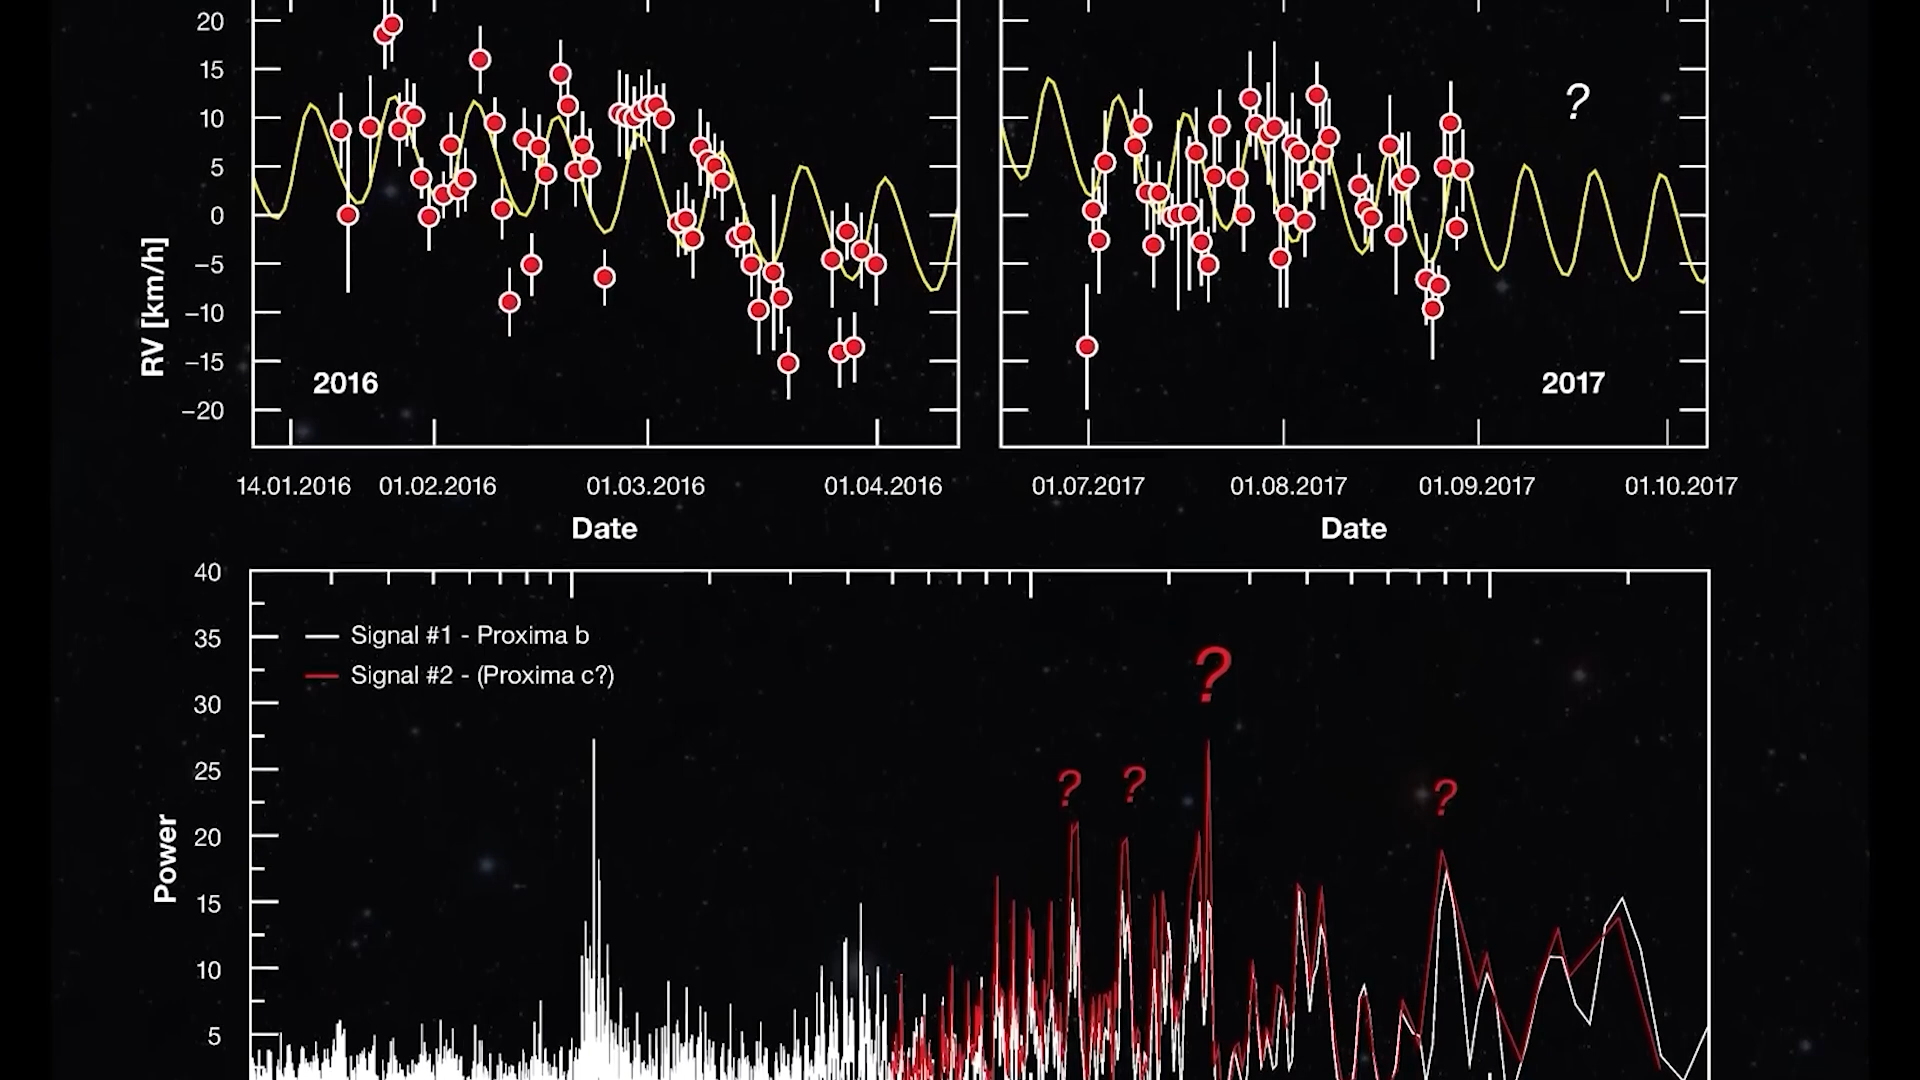 20
15
10
5
0
−5
−10
−15
−20
RV [km/h]
2016
14.01.2016 01.02.2016 01.03.2016 01.04.2016
Date
?
2017
01.07.2017 01.08.2017 01.09.2017 01.10.2017
Date
40
35
30
25
20
15
10
5
Power
Signal #1 - Proxima b
Signal #2 - (Proxima c?)
? ? ? ?